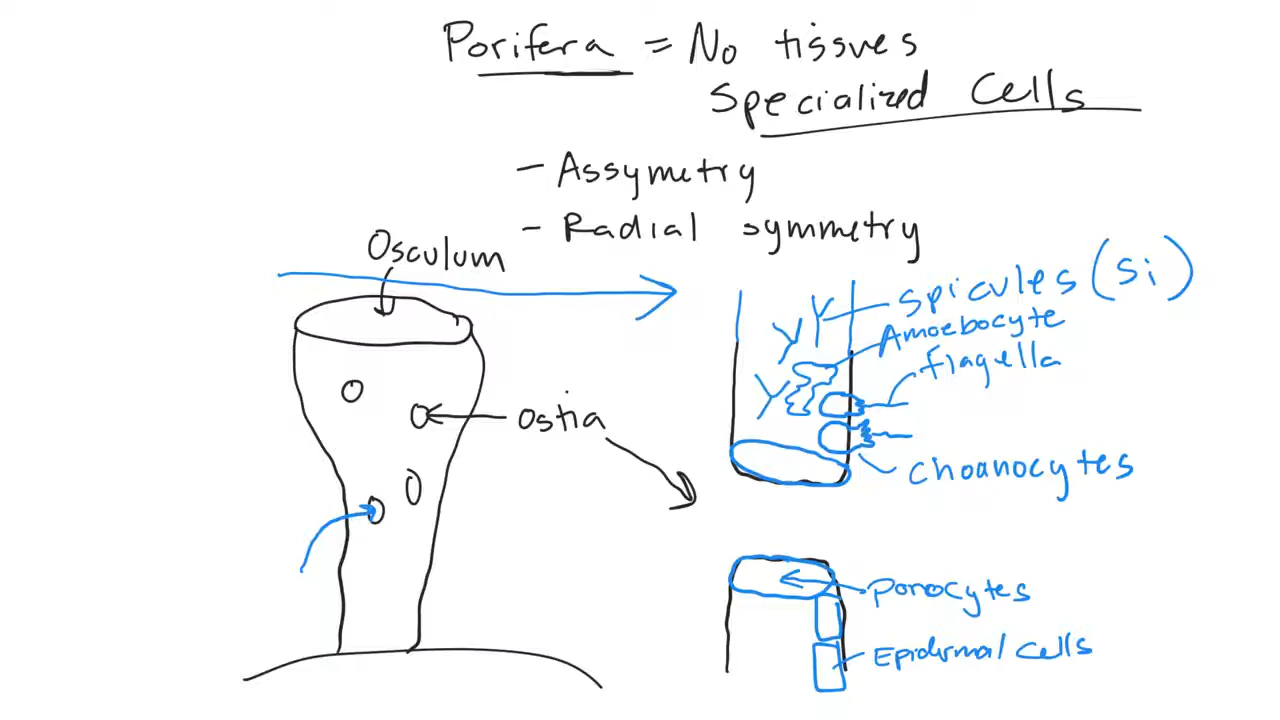 Porifera = No tissues
Specialized Cells
- Assymetry
- Radial symmetry
Osculum
Spicules (Si)
Amoebocyte
flagella
Ostia
Choanocytes
Porocytes
Epidermal Cells